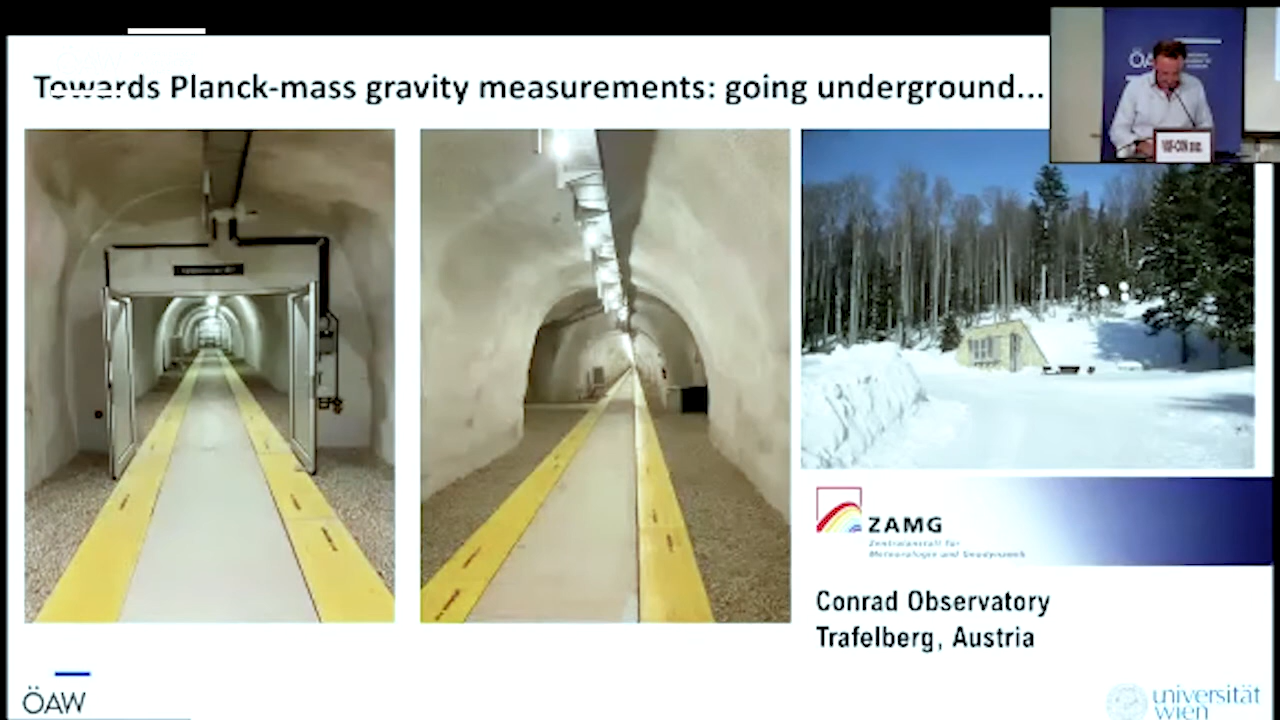 Towards Planck-mass gravity measurements: going underground...
ÖA
ZAMG
Zentralanstalt für
Meteorologie und Geodynamik
Conrad Observatory
Trafelberg, Austria
ÖAW
universität
wien